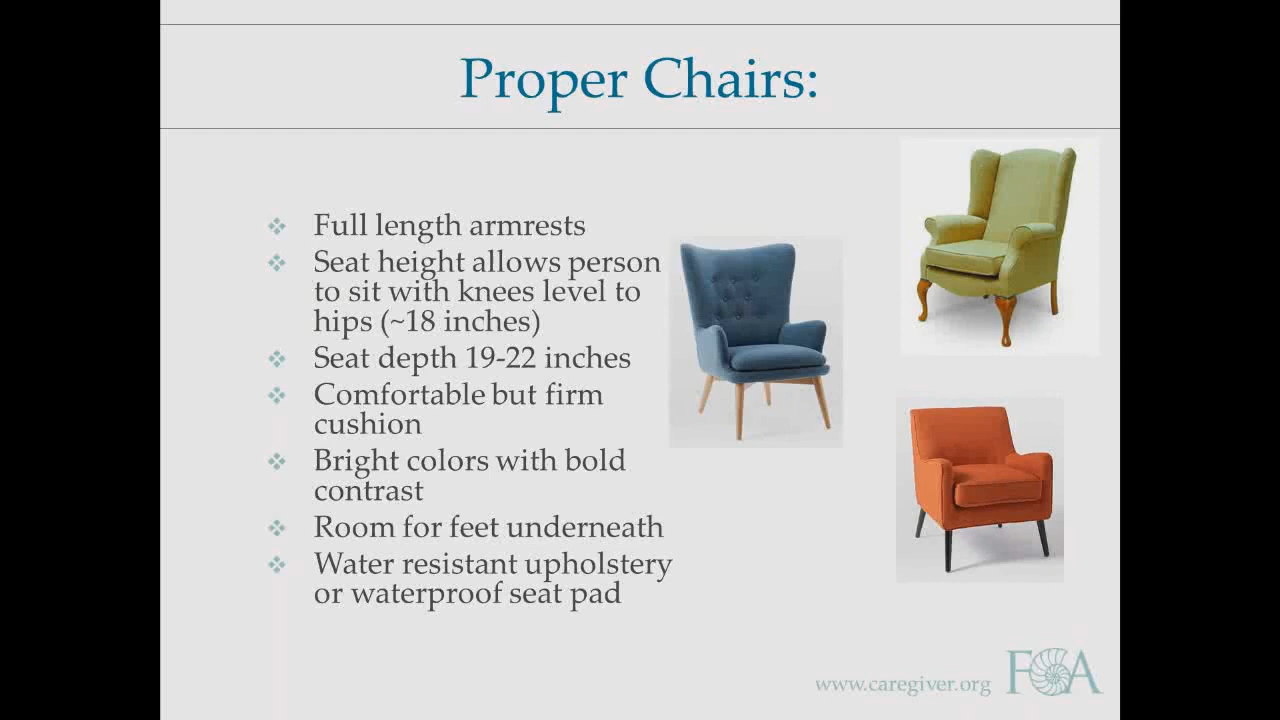 Proper Chairs:
Full length armrests
Seat height allows person
to sit with knees level to
hips (~18 inches)
Seat depth 19-22 inches
Comfortable but firm
cushion
Bright colors with bold
contrast
Room for feet underneath
Water resistant upholstery
or waterproof seat pad
www.caregiver.org FCA